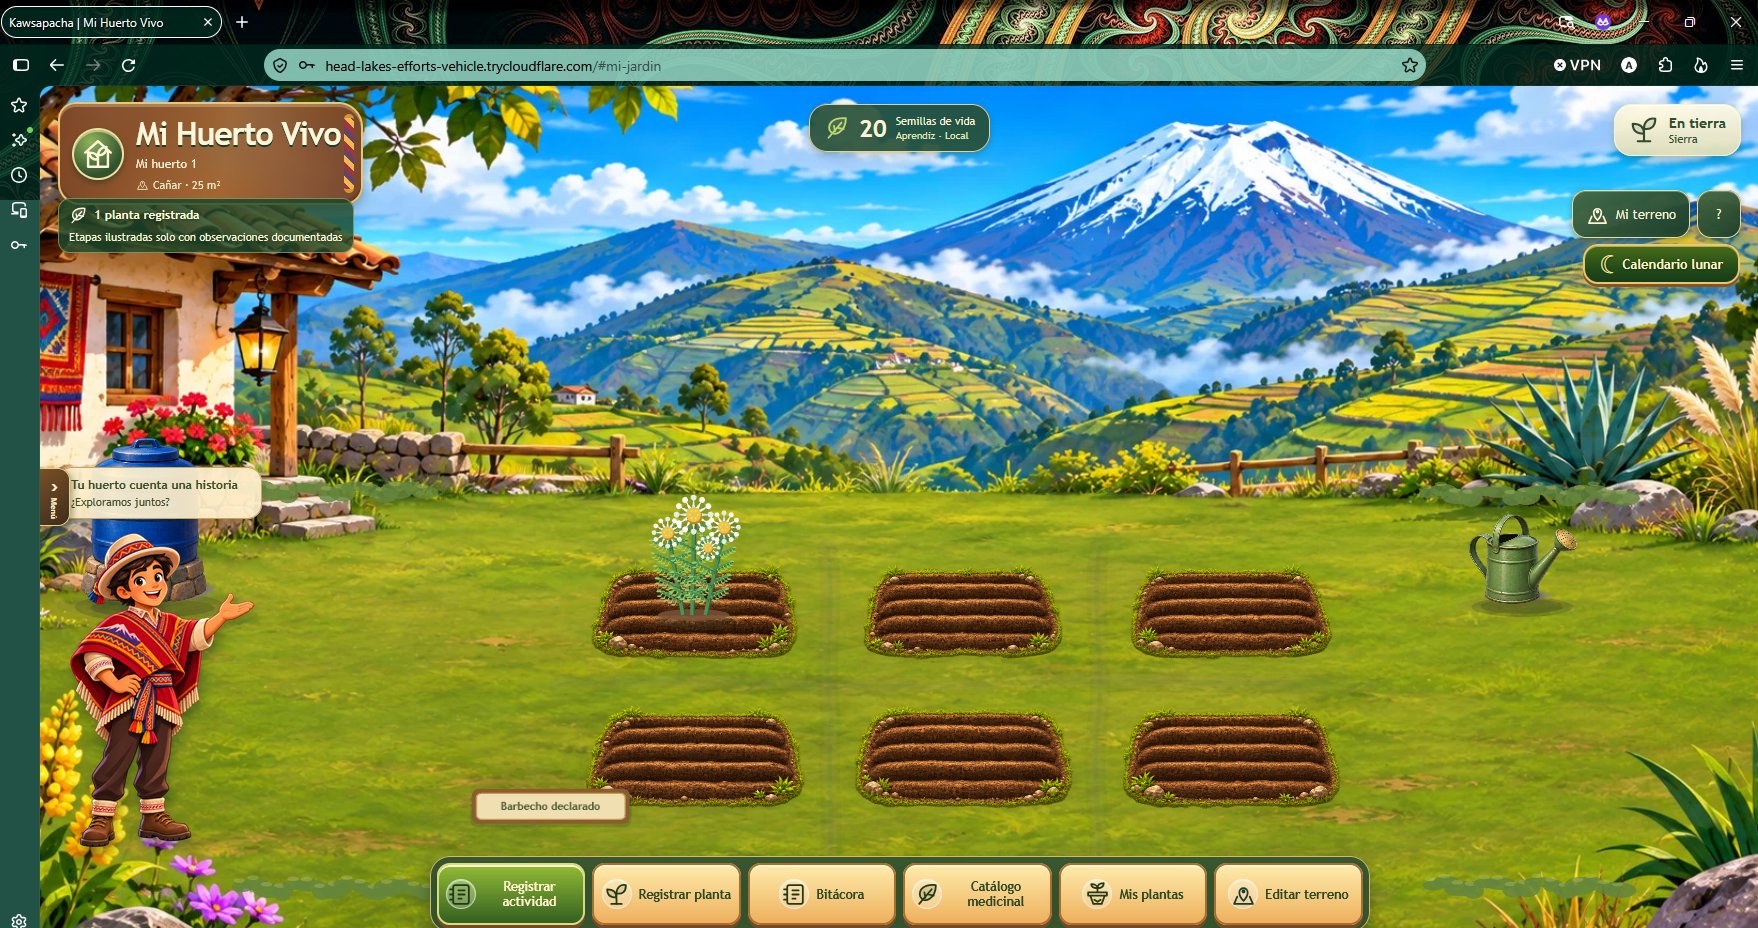 Kawsapacha | Mi Huerto Vivo
head-lakes-efforts-vehicle.trycloudflare.com/#mi-jardin
VPN
A
Mi Huerto Vivo
Mi huerto 1
Cañar · 25 m²
1 planta registrada
Etapas ilustradas solo con observaciones documentadas
20
Semillas de vida
Aprendiz · Local
En tierra
Sierra
Mi terreno
?
Calendario lunar
Menú
Tu huerto cuenta una historia
¿Exploramos juntos?
Barbecho declarado
Registrar
actividad
Registrar planta
Bitácora
Catálogo
medicinal
Mis plantas
Editar terreno